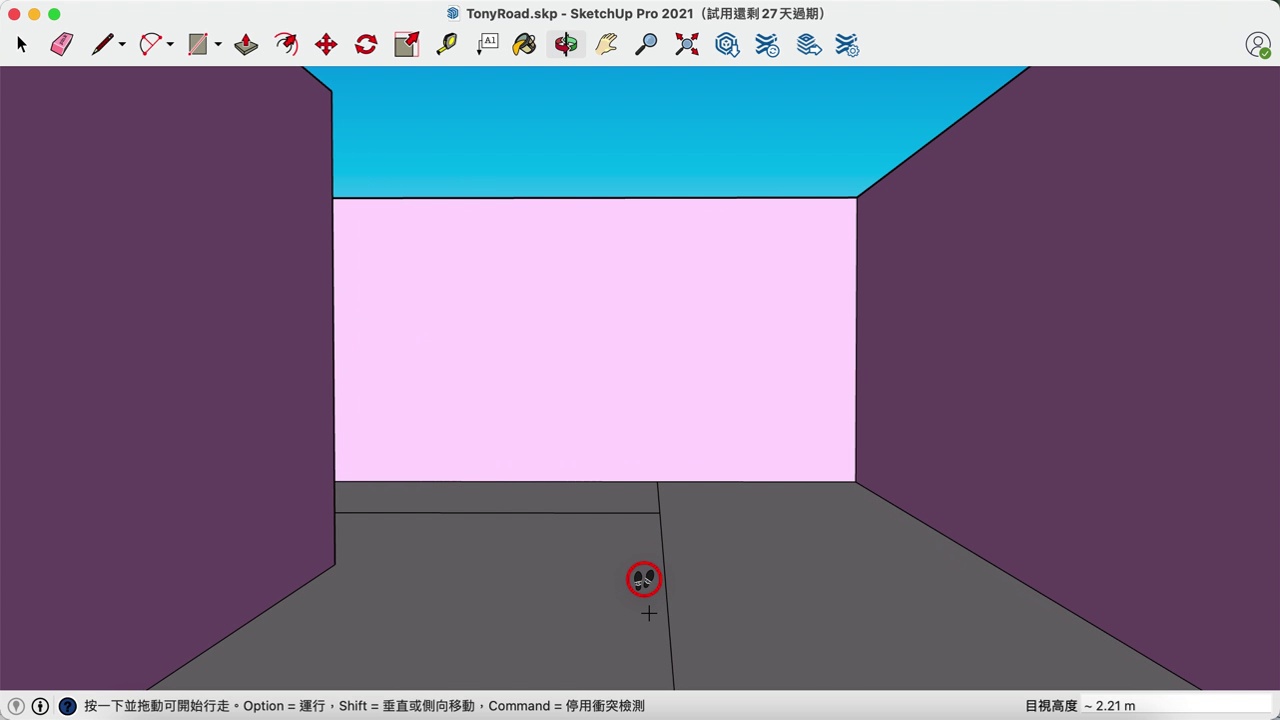 TonyRoad.skp - SketchUp Pro 2021（試用還剩 27 天過期）
A1
按一下並拖動可開始行走。Option = 運行，Shift = 垂直或側向移動，Command = 停用衝突檢測
目視高度 ~ 2.21 m